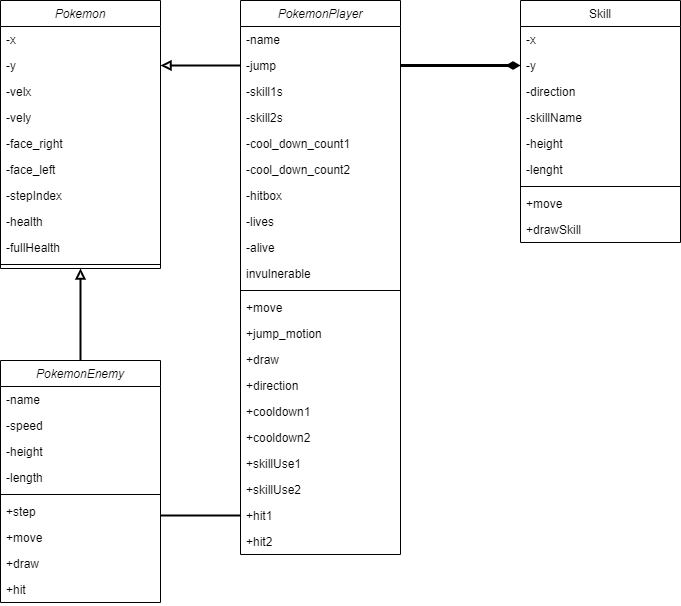 Pokemon
-x
-y
-velx
-vely
-face_right
-face_left
-stepIndex
-health
-fullHealth
PokemonEnemy
-name
-speed
-height
-length
+step
+move
+draw
+hit
PokemonPlayer
-name
-jump
-skill1s
-skill2s
-cool_down_count1
-cool_down_count2
-hitbox
-lives
-alive
invulnerable
+move
+jump_motion
+draw
+direction
+cooldown1
+cooldown2
+skillUse1
+skillUse2
+hit1
+hit2
Skill
-x
-y
-direction
-skillName
-height
-lenght
+move
+drawSkill